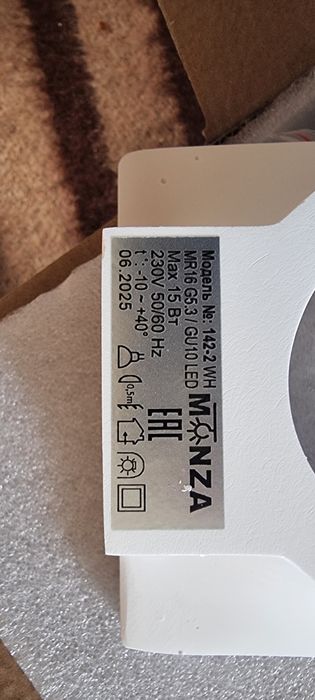 Модель №: 142-2 WH
MR16 G5.3 / GU10 LED
Max 15 Вт
230V 50/60 Hz
t°: -10 ~ +40°
06.2025
MONZA
EAC
0,5m